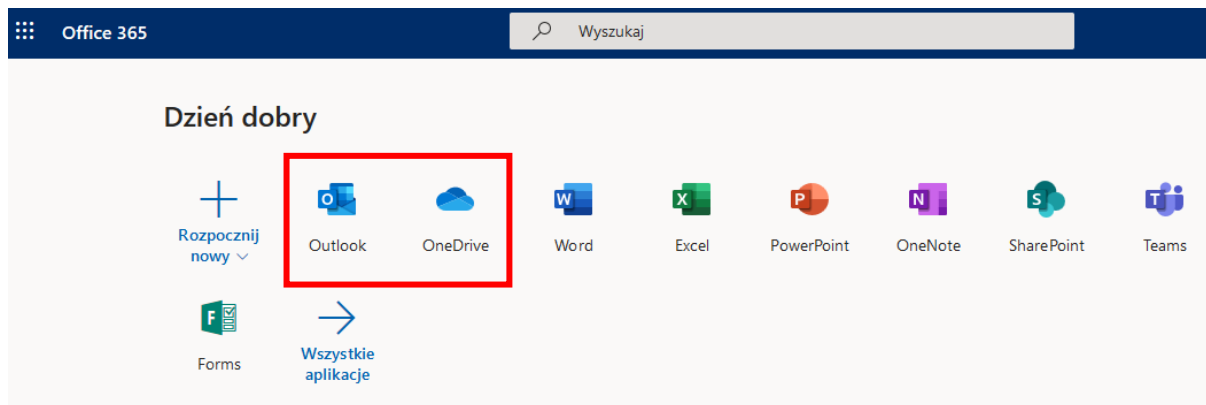 Office 365
Wyszukaj
Dzień dobry
Rozpocznij
nowy
Outlook
OneDrive
Word
Excel
PowerPoint
OneNote
SharePoint
Teams
Forms
Wszystkie
aplikacje